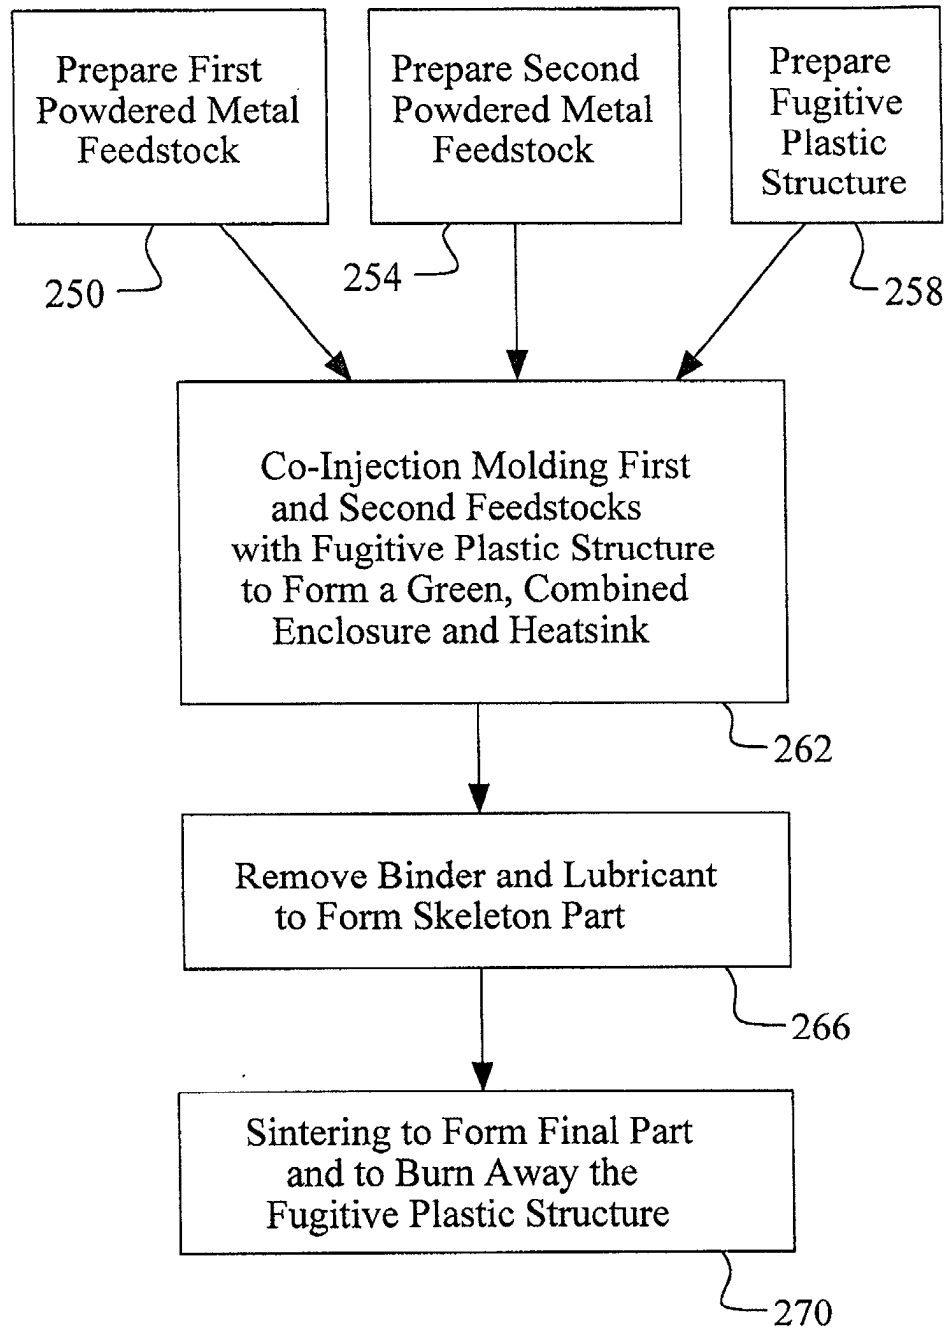 Prepare First
Powdered Metal
Feedstock
Prepare Second
Powdered Metal
Feedstock
Prepare
Fugitive
Plastic
Structure
250
254
258
Co-Injection Molding First
and Second Feedstocks
with Fugitive Plastic Structure
to Form a Green, Combined
Enclosure and Heatsink
262
Remove Binder and Lubricant
to Form Skeleton Part
266
Sintering to Form Final Part
and to Burn Away the
Fugitive Plastic Structure
270